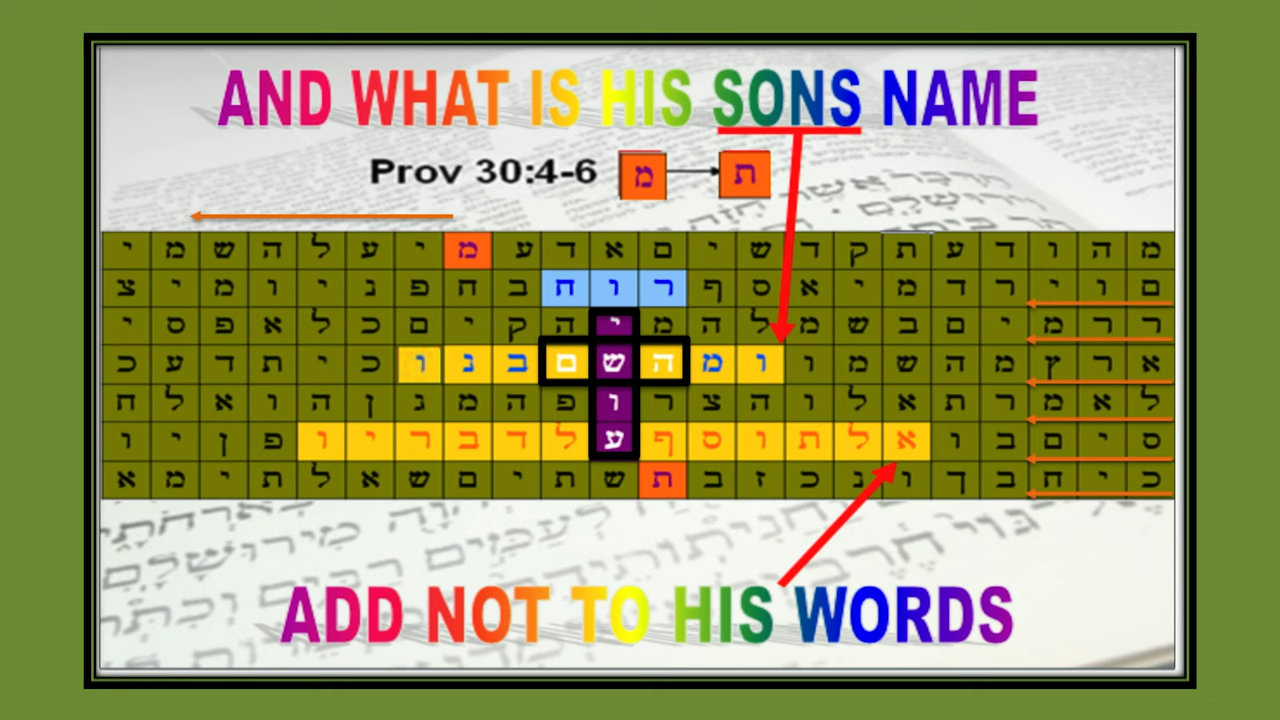 AND WHAT IS HIS SONS NAME
Prov 30:4-6 מ ת
מ ה ו ד ע ת ק ד ש י ם א ד ע מ י ע ל ה ש מ י
ם ו י ר ד מ י א ס ף ר ו ח ב ח פ נ י ו מ י צ
ר ר מ י ם ב ש מ ל ה מ י ה ק י ם כ ל א פ ס י
א ר ץ מ ה ש מ ו ו מ ה ש ם ב נ ו כ י ת ד ע כ
ל א מ ר ת א ל ו ה צ ר ו פ ה מ ג ן ה ו א ל ח
ס י ם ב ו א ל ת ו ס ף ע ל ד ב ר י ו פ ן י ו
כ י ח ב ך ו נ כ ז ב ת ש ת י ם ש א ל ת י מ א
ADD NOT TO HIS WORDS